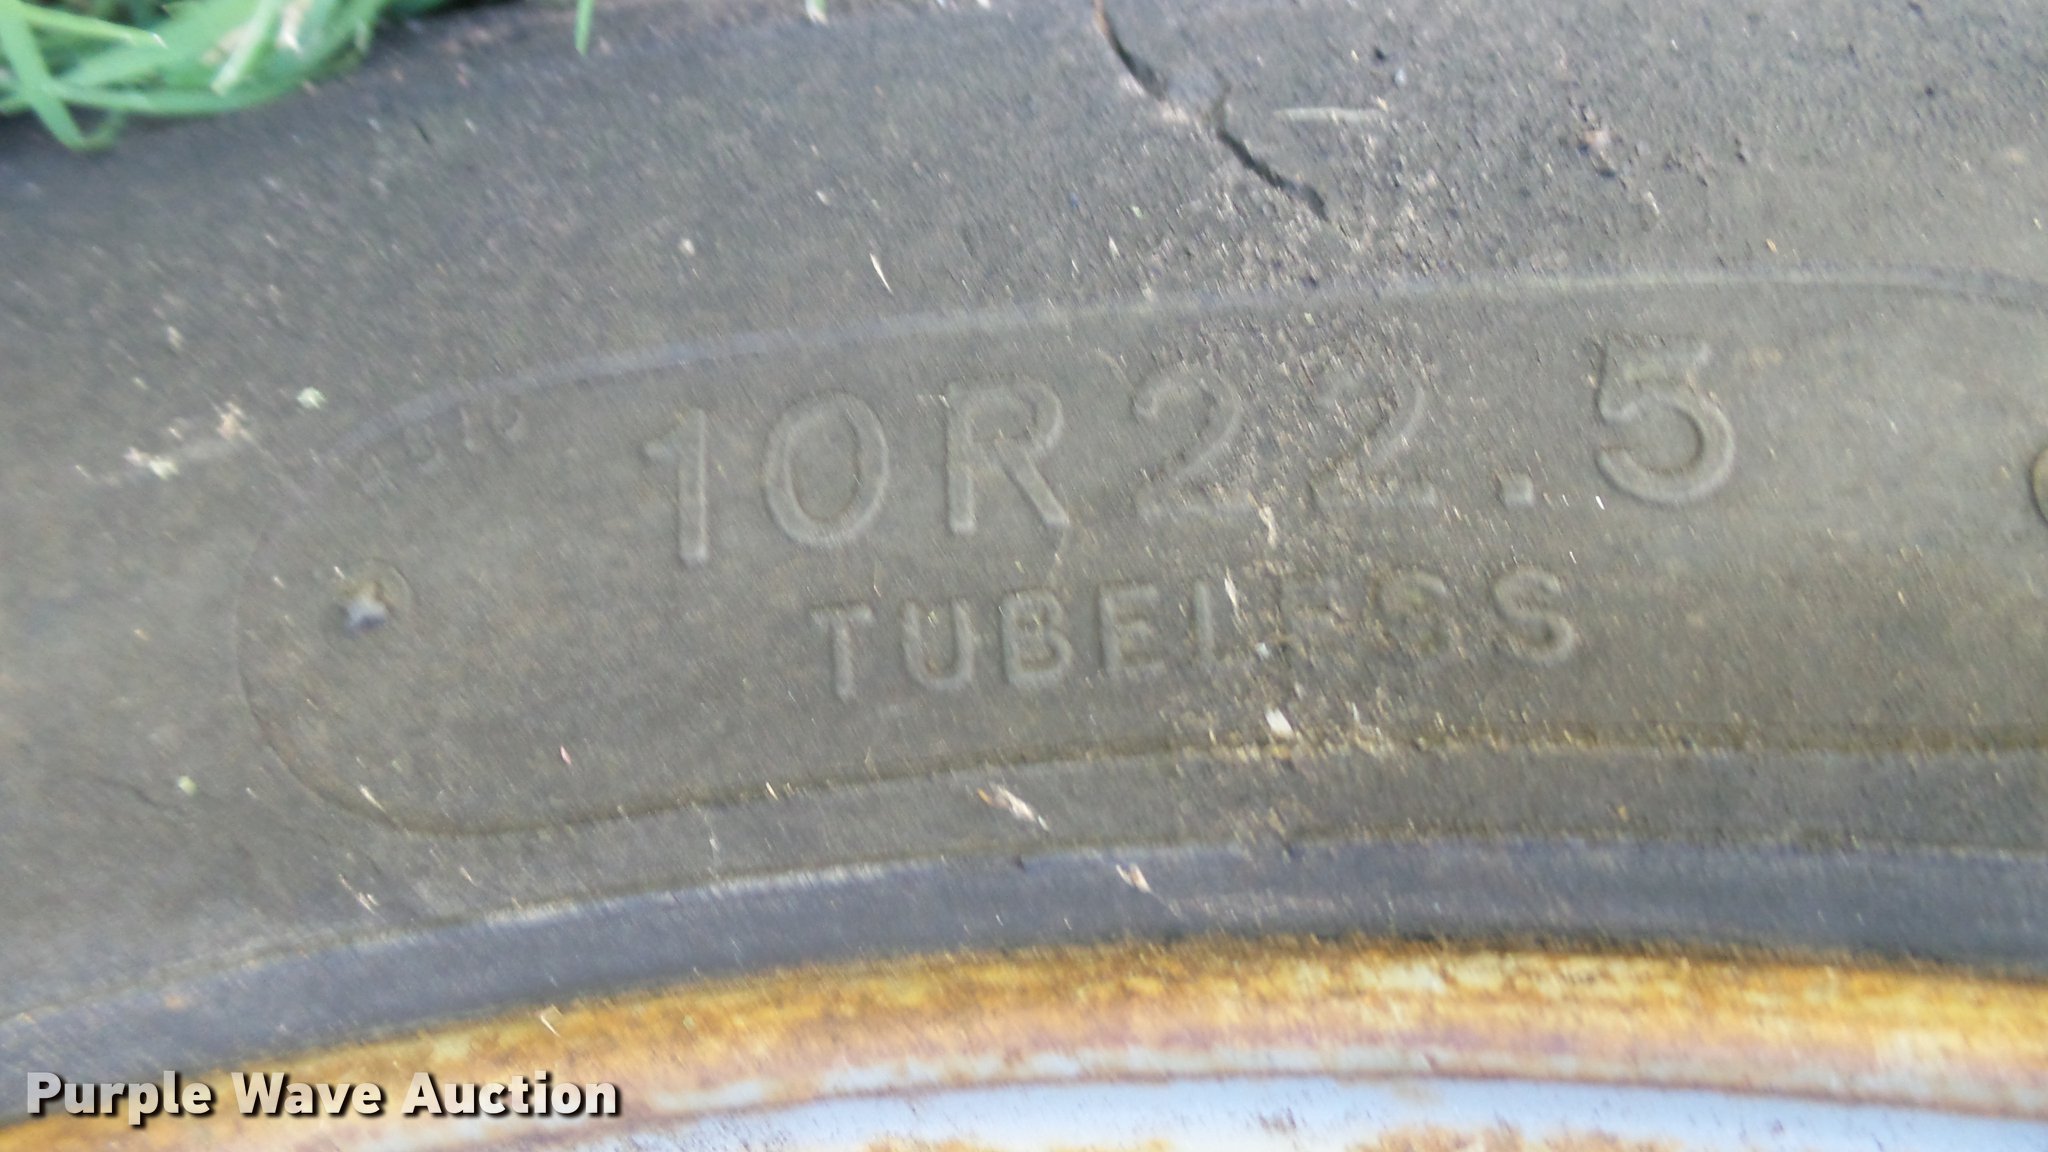 10R22.5
TUBELESS
Purple Wave Auction